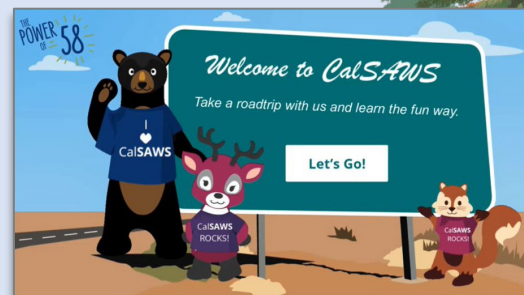 THE
POWER
OF 58
Welcome to CalSAWS
Take a roadtrip with us and learn the fun way.
Let's Go!
I
CalSAWS
CalSAWS
ROCKS!
CalSAWS
ROCKS!